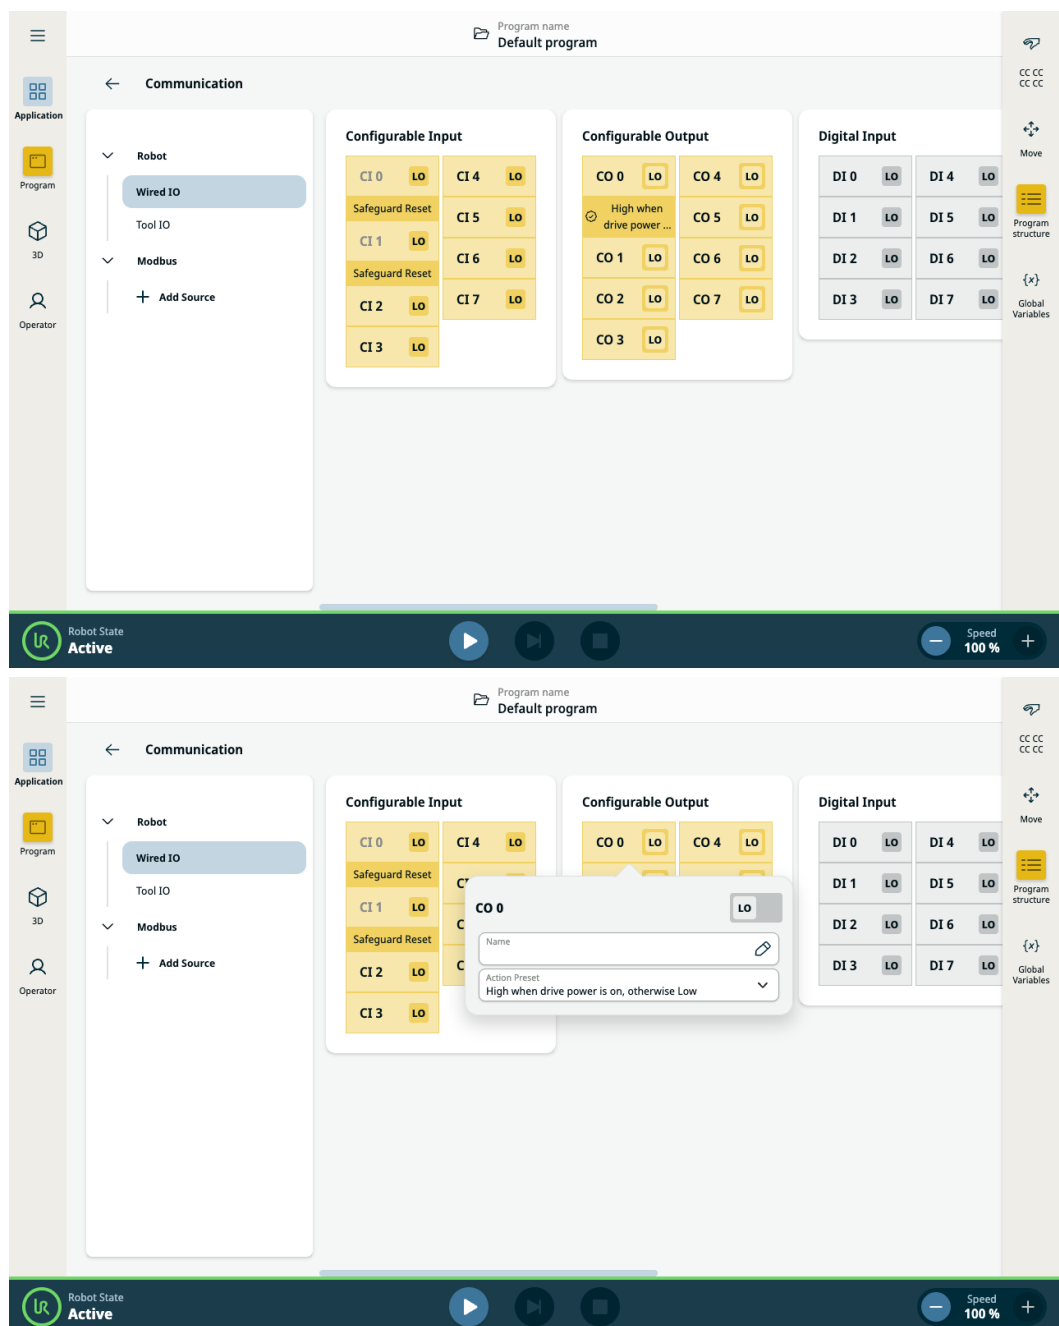 Program name
Default program
Communication
Application
Program
3D
Operator
Robot
Wired IO
Tool IO
Modbus
Add Source
Configurable Input
CI 0 LO CI 4 LO
Safeguard Reset
CI 5 LO
CI 1 LO
CI 6 LO
Safeguard Reset
CI 2 LO CI 7 LO
CI 3 LO
Configurable Output
CO 0 LO CO 4 LO
High when
drive power ...
CO 5 LO
CO 1 LO CO 6 LO
CO 2 LO CO 7 LO
CO 3 LO
Digital Input
DI 0 LO DI 4 LO
DI 1 LO DI 5 LO
DI 2 LO DI 6 LO
DI 3 LO DI 7 LO
CC CC
CC CC
Move
Program
structure
{x}
Global
Variables
UR
Robot State
Active
Speed
100 %
Program name
Default program
Communication
Application
Program
3D
Operator
Robot
Wired IO
Tool IO
Modbus
Add Source
Configurable Input
CI 0 LO CI 4 LO
Safeguard Reset
CI
CI 1 LO
C
Safeguard Reset
CI 2 LO C
CI 3 LO
Configurable Output
CO 0 LO CO 4 LO
CO 0 LO
Name
Action Preset
High when drive power is on, otherwise Low
Digital Input
DI 0 LO DI 4 LO
DI 1 LO DI 5 LO
DI 2 LO DI 6 LO
DI 3 LO DI 7 LO
CC CC
CC CC
Move
Program
structure
{x}
Global
Variables
UR
Robot State
Active
Speed
100 %